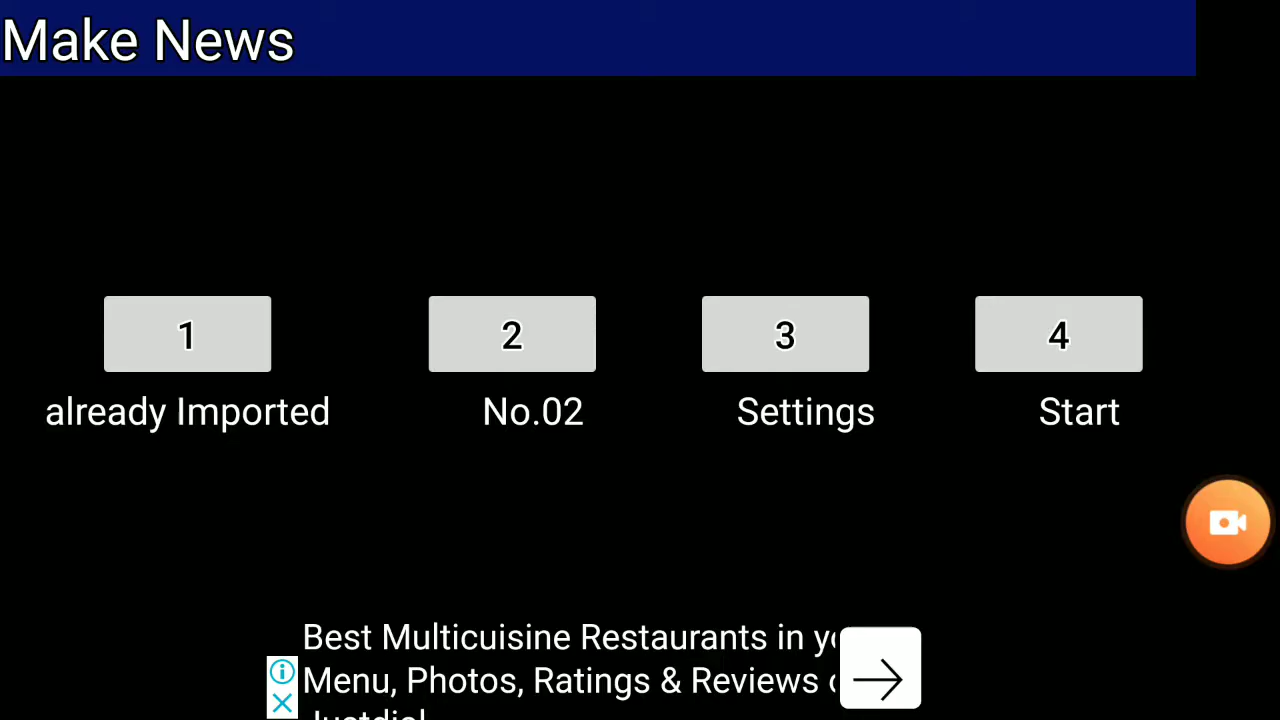 Make News
1
2
3
4
already Imported
No.02
Settings
Start
Best Multicuisine Restaurants in
Menu, Photos, Ratings & Reviews
Justdial